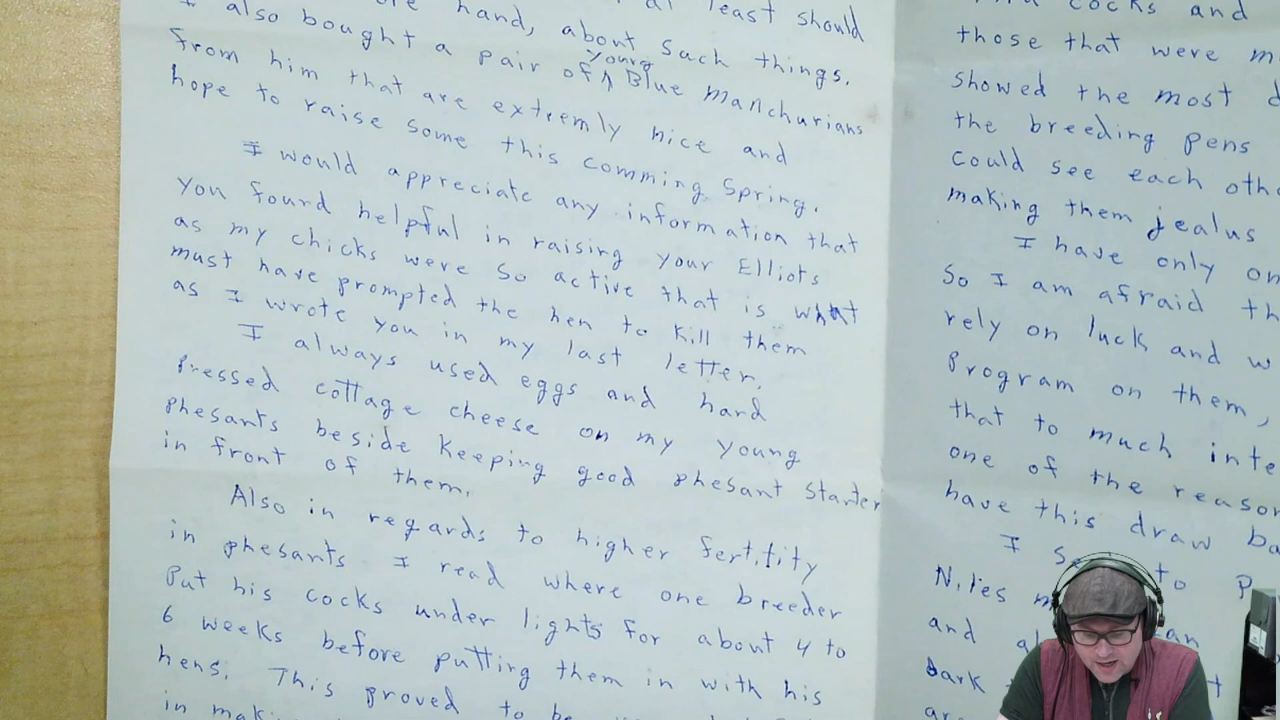 hand, about such things.
least should
I also bought a pair of young Blue Manchurians
from him that are extremly nice and
hope to raise some this comming Spring.
I would appreciate any information that
you found helpful in raising your Elliots
as my chicks were so active that is what
must have prompted the hen to kill them
as I wrote you in my last letter.
I always used eggs and hard
pressed cottage cheese on my young
phesants beside keeping good phesant starter
in front of them.
Also in regards to higher fertility
in phesants I read where one breeder
put his cocks under lights for about 4 to
6 weeks before putting them in with his
hens. This proved to be
in
cocks and
those that were
showed the most
the breeding pens
could see each
making them jealus
I have only
So I am afraid
rely on luck and
program on them,
that to much
one of the
have this draw
I to
and
dark